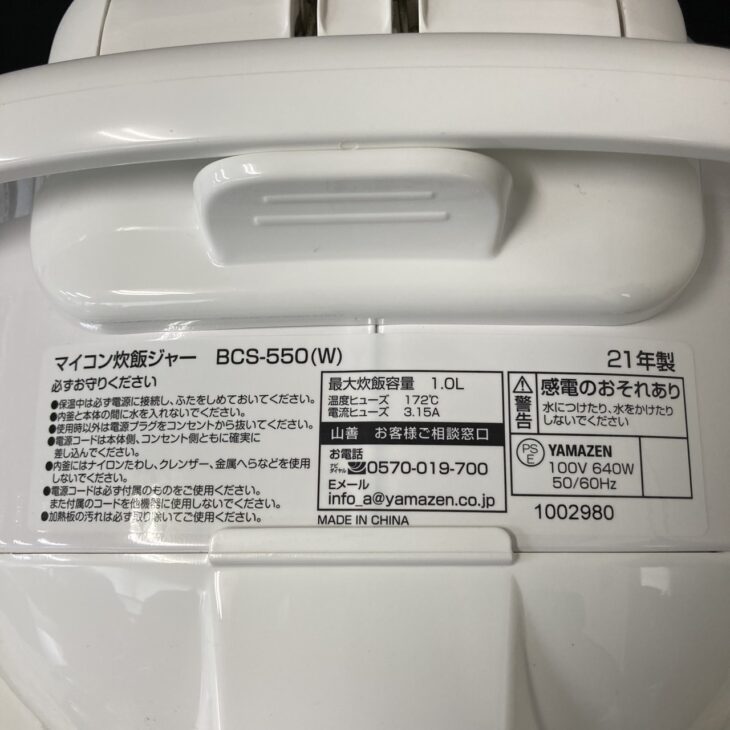 マイコン炊飯ジャー BCS-550(W)
21年製
必ずお守りください
●保温中は必ず電源に接続し、ふたをしめておいてください。
●内釜と本体の間に水を入れないでください。
●使用時以外は電源プラグをコンセントから抜いてください。
●電源コードは本体側、コンセント側ともに確実に
差し込んでください。
●内釜にはナイロンたわし、クレンザー、金属へらなどを使用
しないでください。
●電源コードは必ず付属のものをご使用ください。
また付属のコードを他機器に使用しないでください。
●加熱板の汚れは必ず取り除いてご使用ください。
最大炊飯容量 1.0L
温度ヒューズ 172℃
電流ヒューズ 3.15A
山善 お客様ご相談窓口
お電話
ナビダイヤル 0570-019-700
Eメール
info_a@yamazen.co.jp
MADE IN CHINA
警告
感電のおそれあり
水につけたり、水をかけたり
しないでください
PSE
YAMAZEN
100V 640W
50/60Hz
1002980